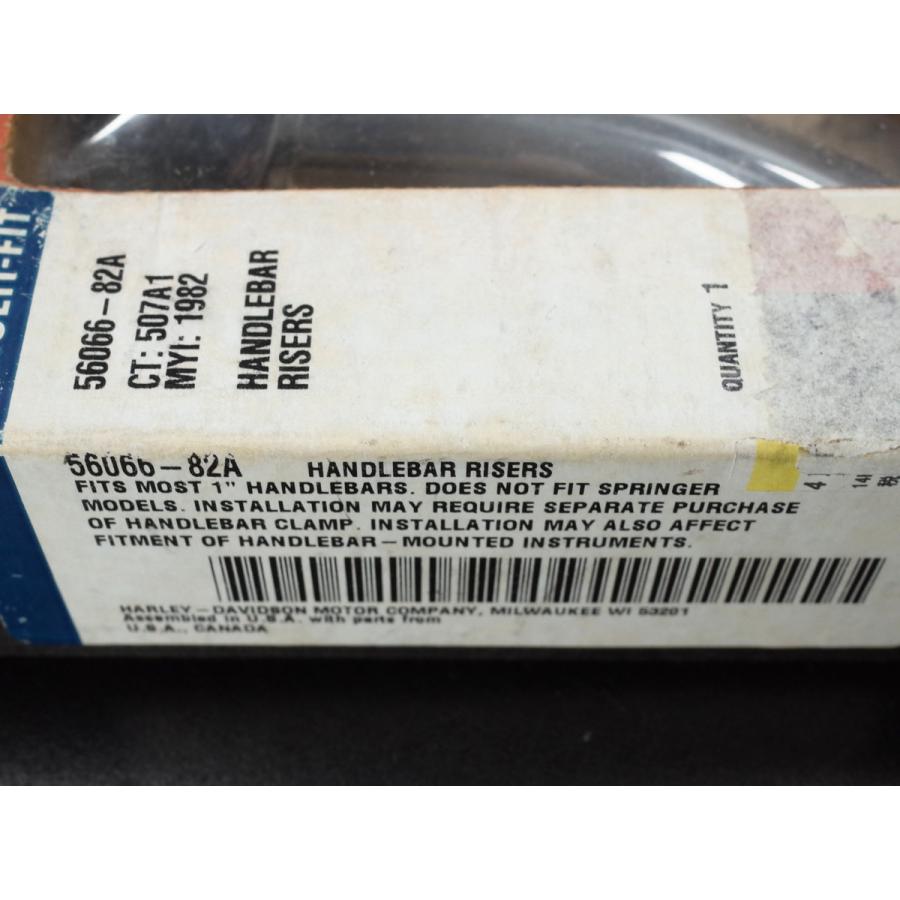 56066-82A
CT: 507A1
MYI: 1982
HANDLEBAR
RISERS
QUANTITY 1
56066-82A HANDLEBAR RISERS
FITS MOST 1" HANDLEBARS. DOES NOT FIT SPRINGER
MODELS. INSTALLATION MAY REQUIRE SEPARATE PURCHASE
OF HANDLEBAR CLAMP. INSTALLATION MAY ALSO AFFECT
FITMENT OF HANDLEBAR-MOUNTED INSTRUMENTS.
HARLEY-DAVIDSON MOTOR COMPANY, MILWAUKEE WI 53201
Assembled in U.S.A. with parts from
U.S.A., CANADA